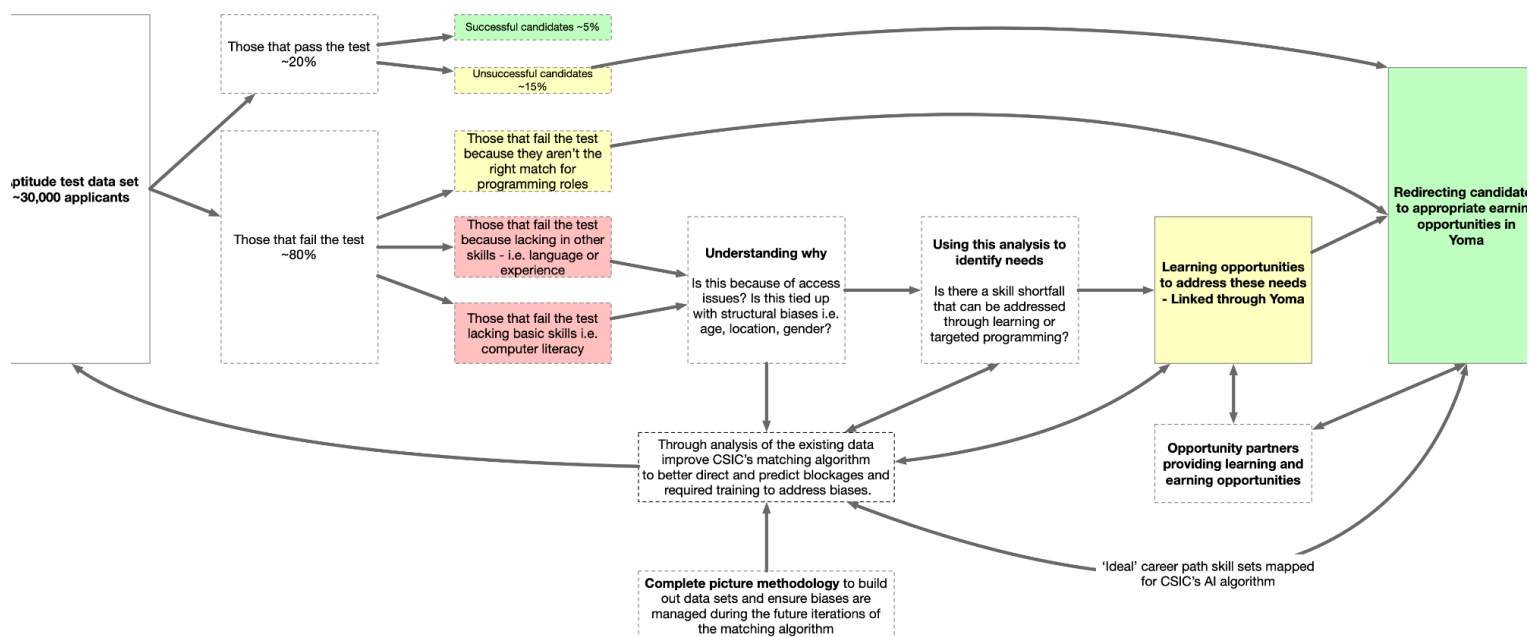 Successful candidates ~5%
Those that pass the test
~20%
Unsuccessful candidates
~15%
Those that fail the test
because they aren't the
right match for
programming roles
ptitude test data set
~30,000 applicants
Those that fail the test
~80%
Those that fail the test
because lacking in other
skills - i.e. language or
experience
Those that fail the test
lacking basic skills i.e.
computer literacy
Understanding why
Is this because of access
issues? Is this tied up
with structural biases i.e.
age, location, gender?
Using this analysis to
identify needs
Is there a skill shortfall
that can be addressed
through learning or
targeted programming?
Learning opportunities
to address these needs
- Linked through Yoma
Redirecting candidate
to appropriate earnin
opportunities in
Yoma
Through analysis of the existing data
improve CSIC's matching algorithm
to better direct and predict blockages and
required training to address biases.
Opportunity partners
providing learning and
earning opportunities
'Ideal' career path skill sets mapped
for CSIC's AI algorithm
Complete picture methodology to build
out data sets and ensure biases are
managed during the future iterations of
the matching algorithm